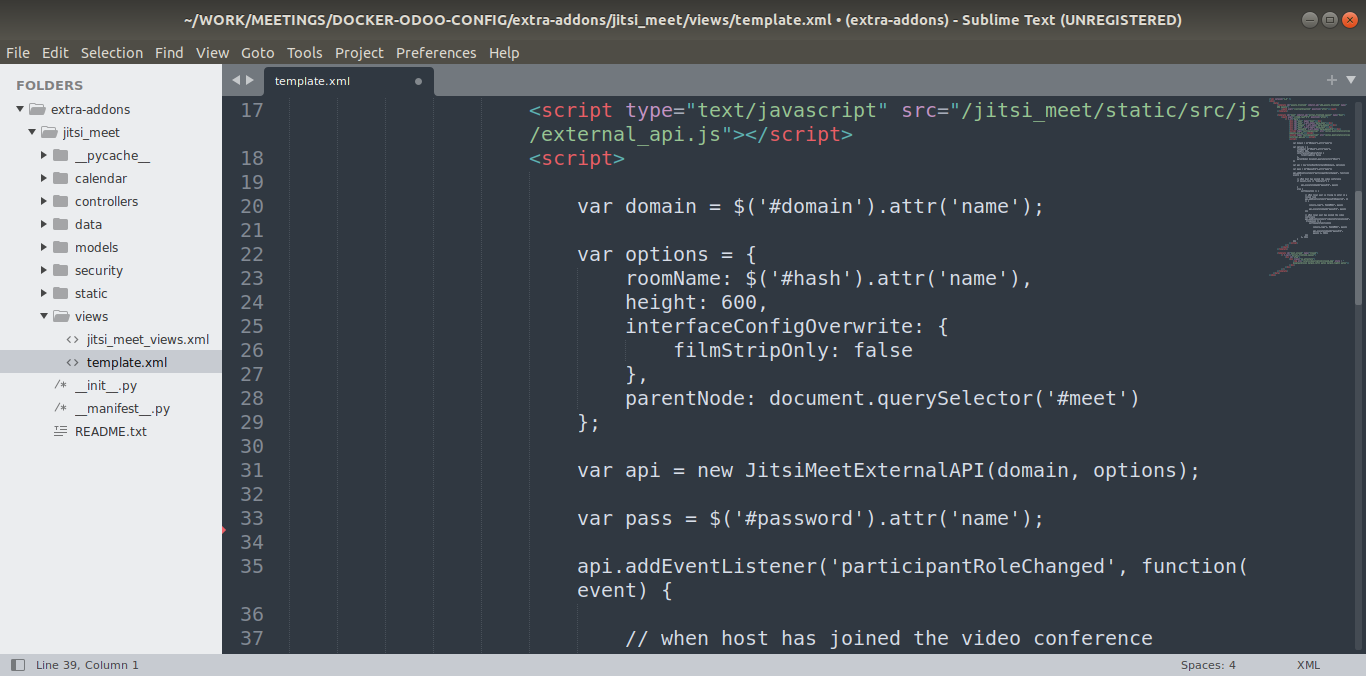 ~/WORK/MEETINGS/DOCKER-ODOO-CONFIG/extra-addons/jitsi_meet/views/template.xml • (extra-addons) - Sublime Text (UNREGISTERED)
File Edit Selection Find View Goto Tools Project Preferences Help
FOLDERS
extra-addons
jitsi_meet
__pycache__
calendar
controllers
data
models
security
static
views
jitsi_meet_views.xml
template.xml
/* __init__.py
/* __manifest__.py
README.txt
template.xml
17 <script type="text/javascript" src="/jitsi_meet/static/src/js
/external_api.js"></script>
18 <script>
19
20 var domain = $('#domain').attr('name');
21
22 var options = {
23 roomName: $('#hash').attr('name'),
24 height: 600,
25 interfaceConfigOverwrite: {
26 filmStripOnly: false
27 },
28 parentNode: document.querySelector('#meet')
29 };
30
31 var api = new JitsiMeetExternalAPI(domain, options);
32
33 var pass = $('#password').attr('name');
34
35 api.addEventListener('participantRoleChanged', function(
event) {
36
37 // when host has joined the video conference
Line 39, Column 1
Spaces: 4
XML